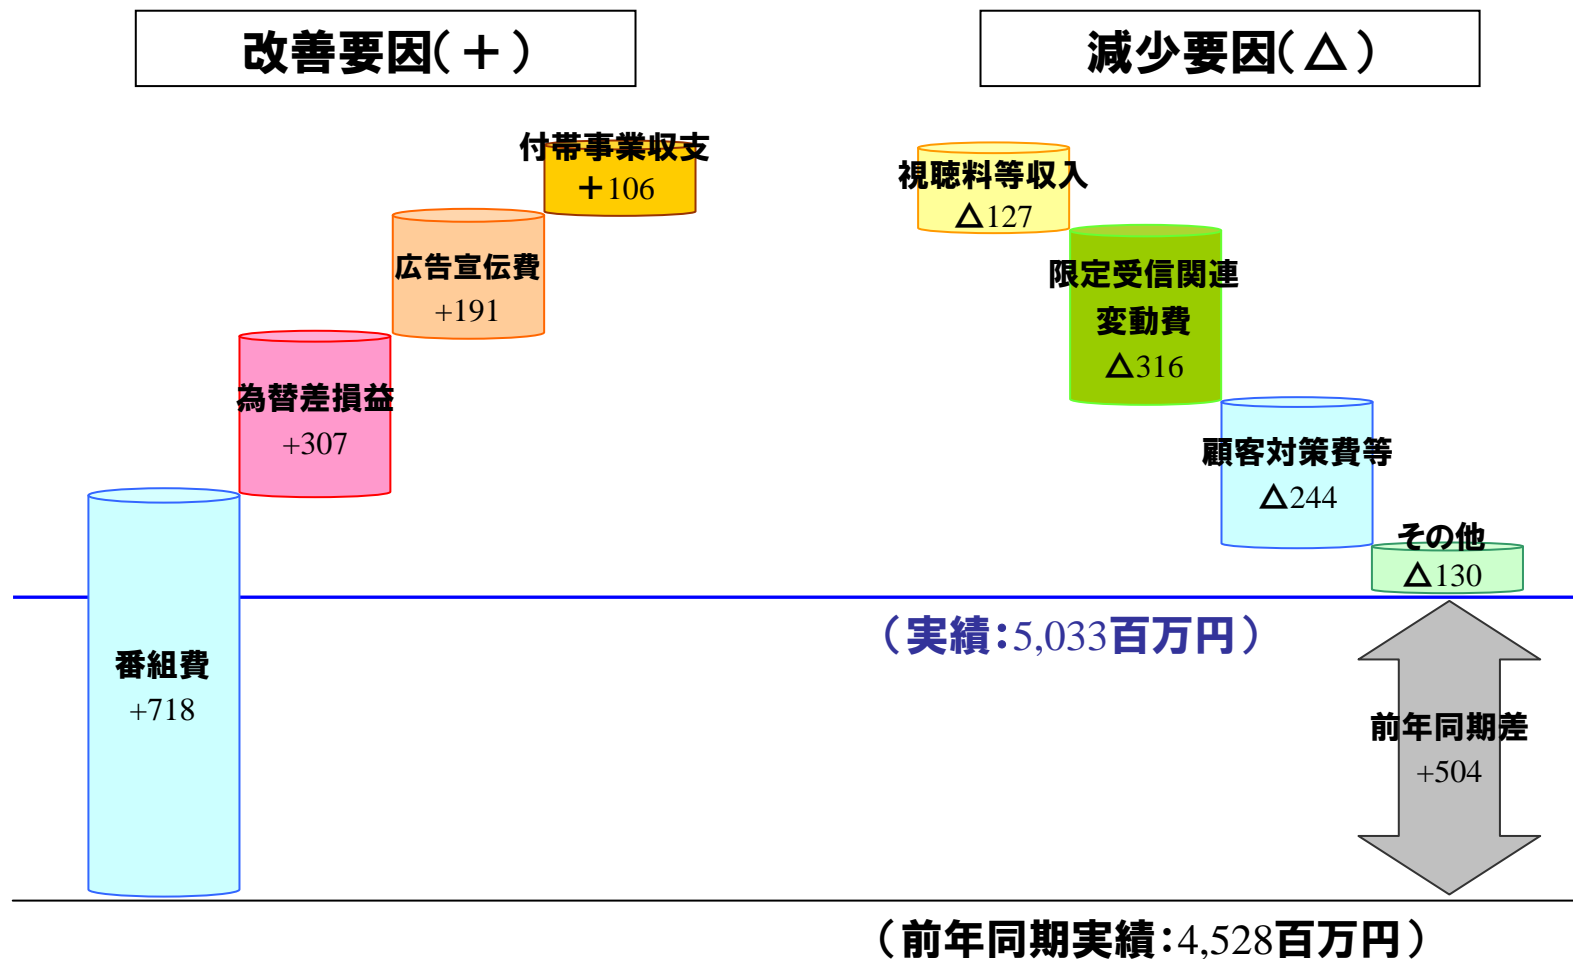 改善要因(+)
減少要因(△)
付帯事業収支
+106
広告宣伝費
+191
為替差損益
+307
番組費
+718
視聴料等収入
△127
限定受信関連
変動費
△316
顧客対策費等
△244
その他
△130
(実績:5,033百万円)
前年同期差
+504
(前年同期実績:4,528百万円)